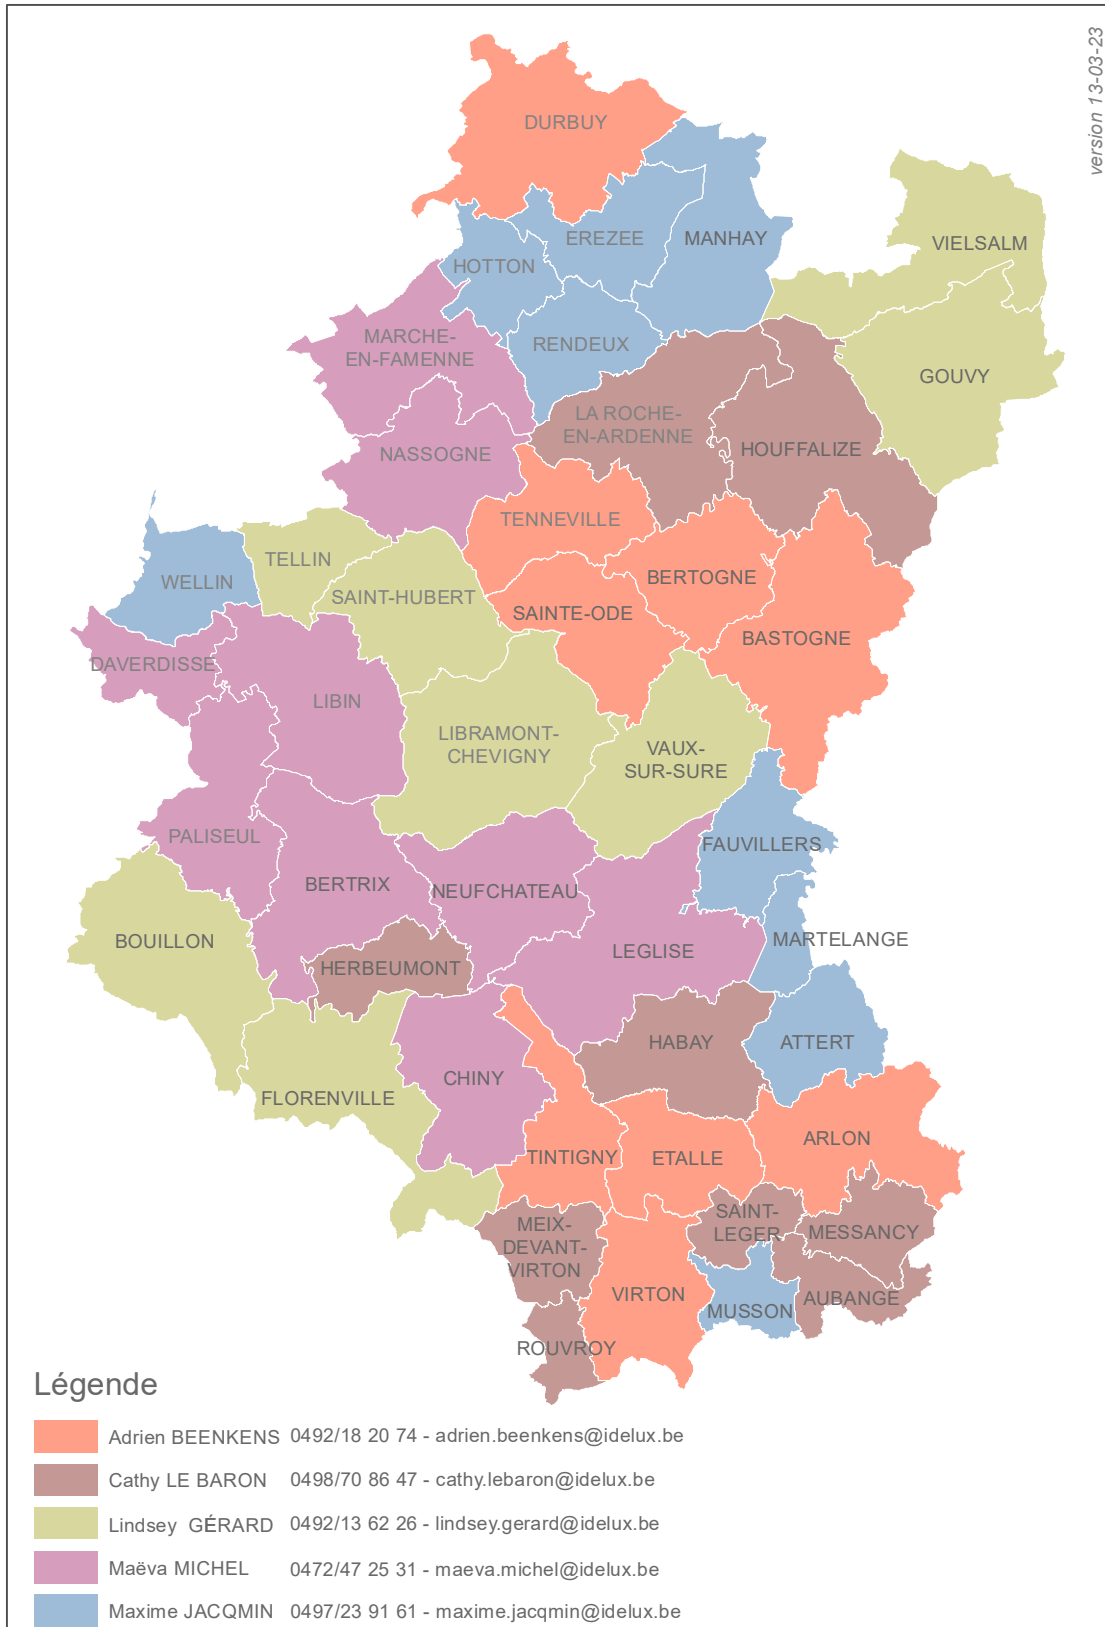 version 13-03-23
DURBUY
EREZEE
MANHAY
VIELSALM
HOTTON
MARCHE-
EN-FAMENNE
RENDEUX
GOUVY
LA ROCHE-
EN-ARDENNE
HOUFFALIZE
NASSOGNE
TENNEVILLE
TELLIN
WELLIN
SAINT-HUBERT
BERTOGNE
SAINTE-ODE
BASTOGNE
DAVERDISSE
LIBIN
LIBRAMONT-
CHEVIGNY
VAUX-
SUR-SURE
PALISEUL
FAUVILLERS
BERTRIX
NEUFCHATEAU
BOUILLON
MARTELANGE
LEGLISE
HERBEUMONT
HABAY
ATTERT
CHINY
FLORENVILLE
ARLON
TINTIGNY
ETALLE
SAINT-
LEGER
MESSANCY
MEIX-
DEVANT-
VIRTON
VIRTON
MUSSON
AUBANGE
ROUVROY
Légende
Adrien BEENKENS 0492/18 20 74 - adrien.beenkens@idelux.be
Cathy LE BARON 0498/70 86 47 - cathy.lebaron@idelux.be
Lindsey GÉRARD 0492/13 62 26 - lindsey.gerard@idelux.be
Maëva MICHEL 0472/47 25 31 - maeva.michel@idelux.be
Maxime JACQMIN 0497/23 91 61 - maxime.jacqmin@idelux.be